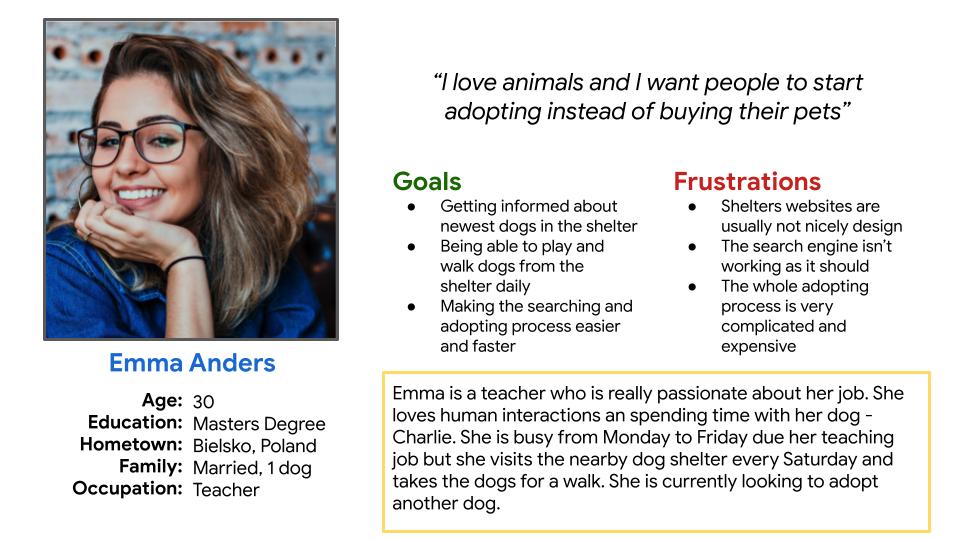 “I love animals and I want people to start
adopting instead of buying their pets”
Goals
● Getting informed about
newest dogs in the shelter
● Being able to play and
walk dogs from the
shelter daily
● Making the searching and
adopting process easier
and faster
Frustrations
● Shelters websites are
usually not nicely design
● The search engine isn’t
working as it should
● The whole adopting
process is very
complicated and
expensive
Emma Anders
Age: 30
Education: Masters Degree
Hometown: Bielsko, Poland
Family: Married, 1 dog
Occupation: Teacher
Emma is a teacher who is really passionate about her job. She
loves human interactions an spending time with her dog -
Charlie. She is busy from Monday to Friday due her teaching
job but she visits the nearby dog shelter every Saturday and
takes the dogs for a walk. She is currently looking to adopt
another dog.